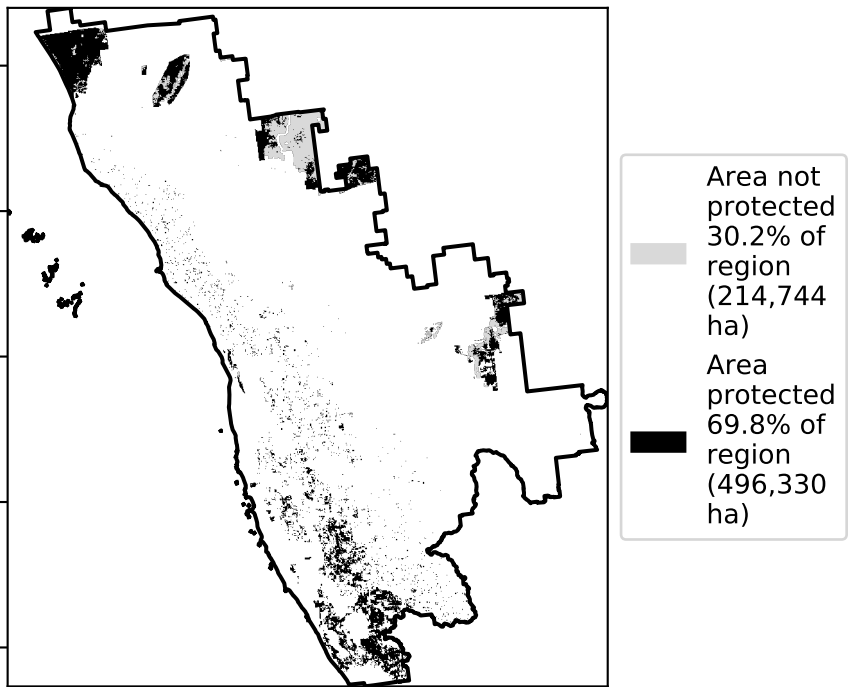 Area not
protected
30.2% of
region
(214,744
ha)
Area
protected
69.8% of
region
(496,330
ha)